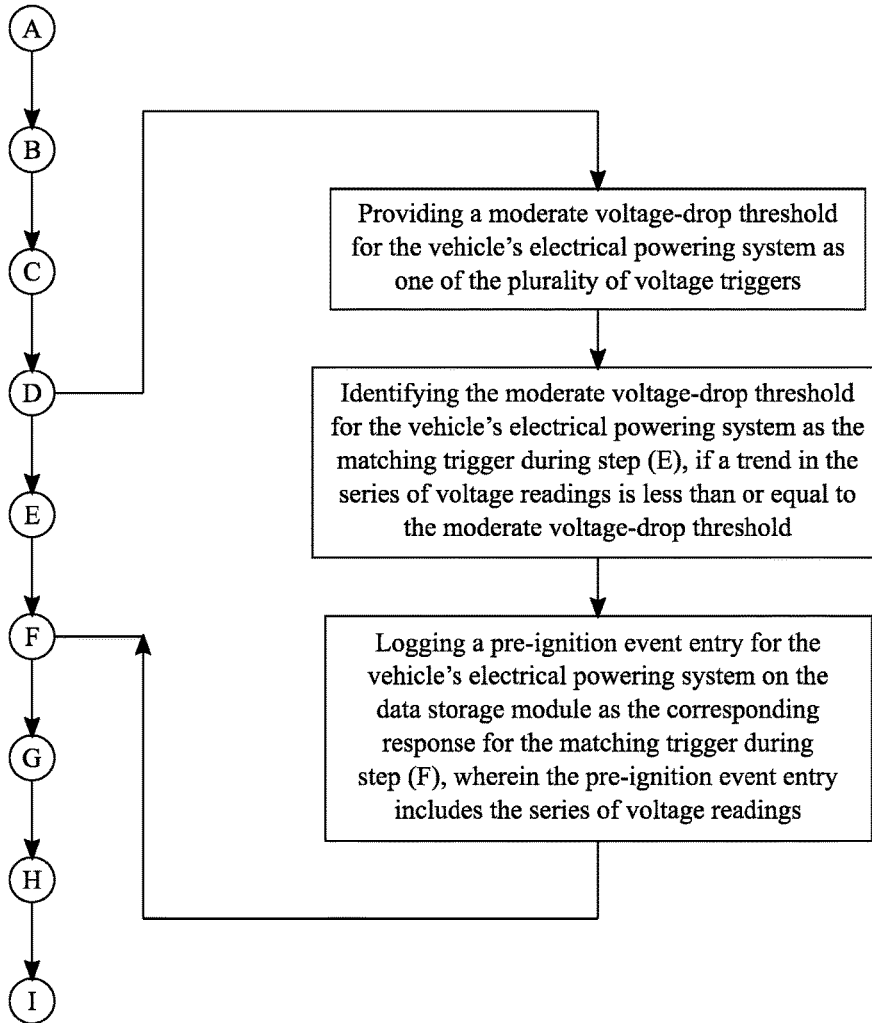 A
B
C
D
E
F
G
H
I
Providing a moderate voltage-drop threshold
for the vehicle's electrical powering system as
one of the plurality of voltage triggers
Identifying the moderate voltage-drop threshold
for the vehicle's electrical powering system as the
matching trigger during step (E), if a trend in the
series of voltage readings is less than or equal to
the moderate voltage-drop threshold
Logging a pre-ignition event entry for the
vehicle's electrical powering system on the
data storage module as the corresponding
response for the matching trigger during
step (F), wherein the pre-ignition event entry
includes the series of voltage readings